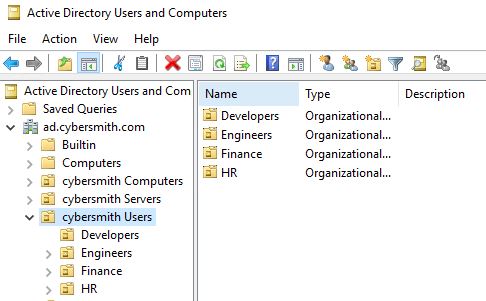 Active Directory Users and Computers
File Action View Help
Active Directory Users and Com
Saved Queries
ad.cybersmith.com
Builtin
Computers
cybersmith Computers
cybersmith Servers
cybersmith Users
Developers
Engineers
Finance
HR
Name Type Description
Developers Organizational...
Engineers Organizational...
Finance Organizational...
HR Organizational...